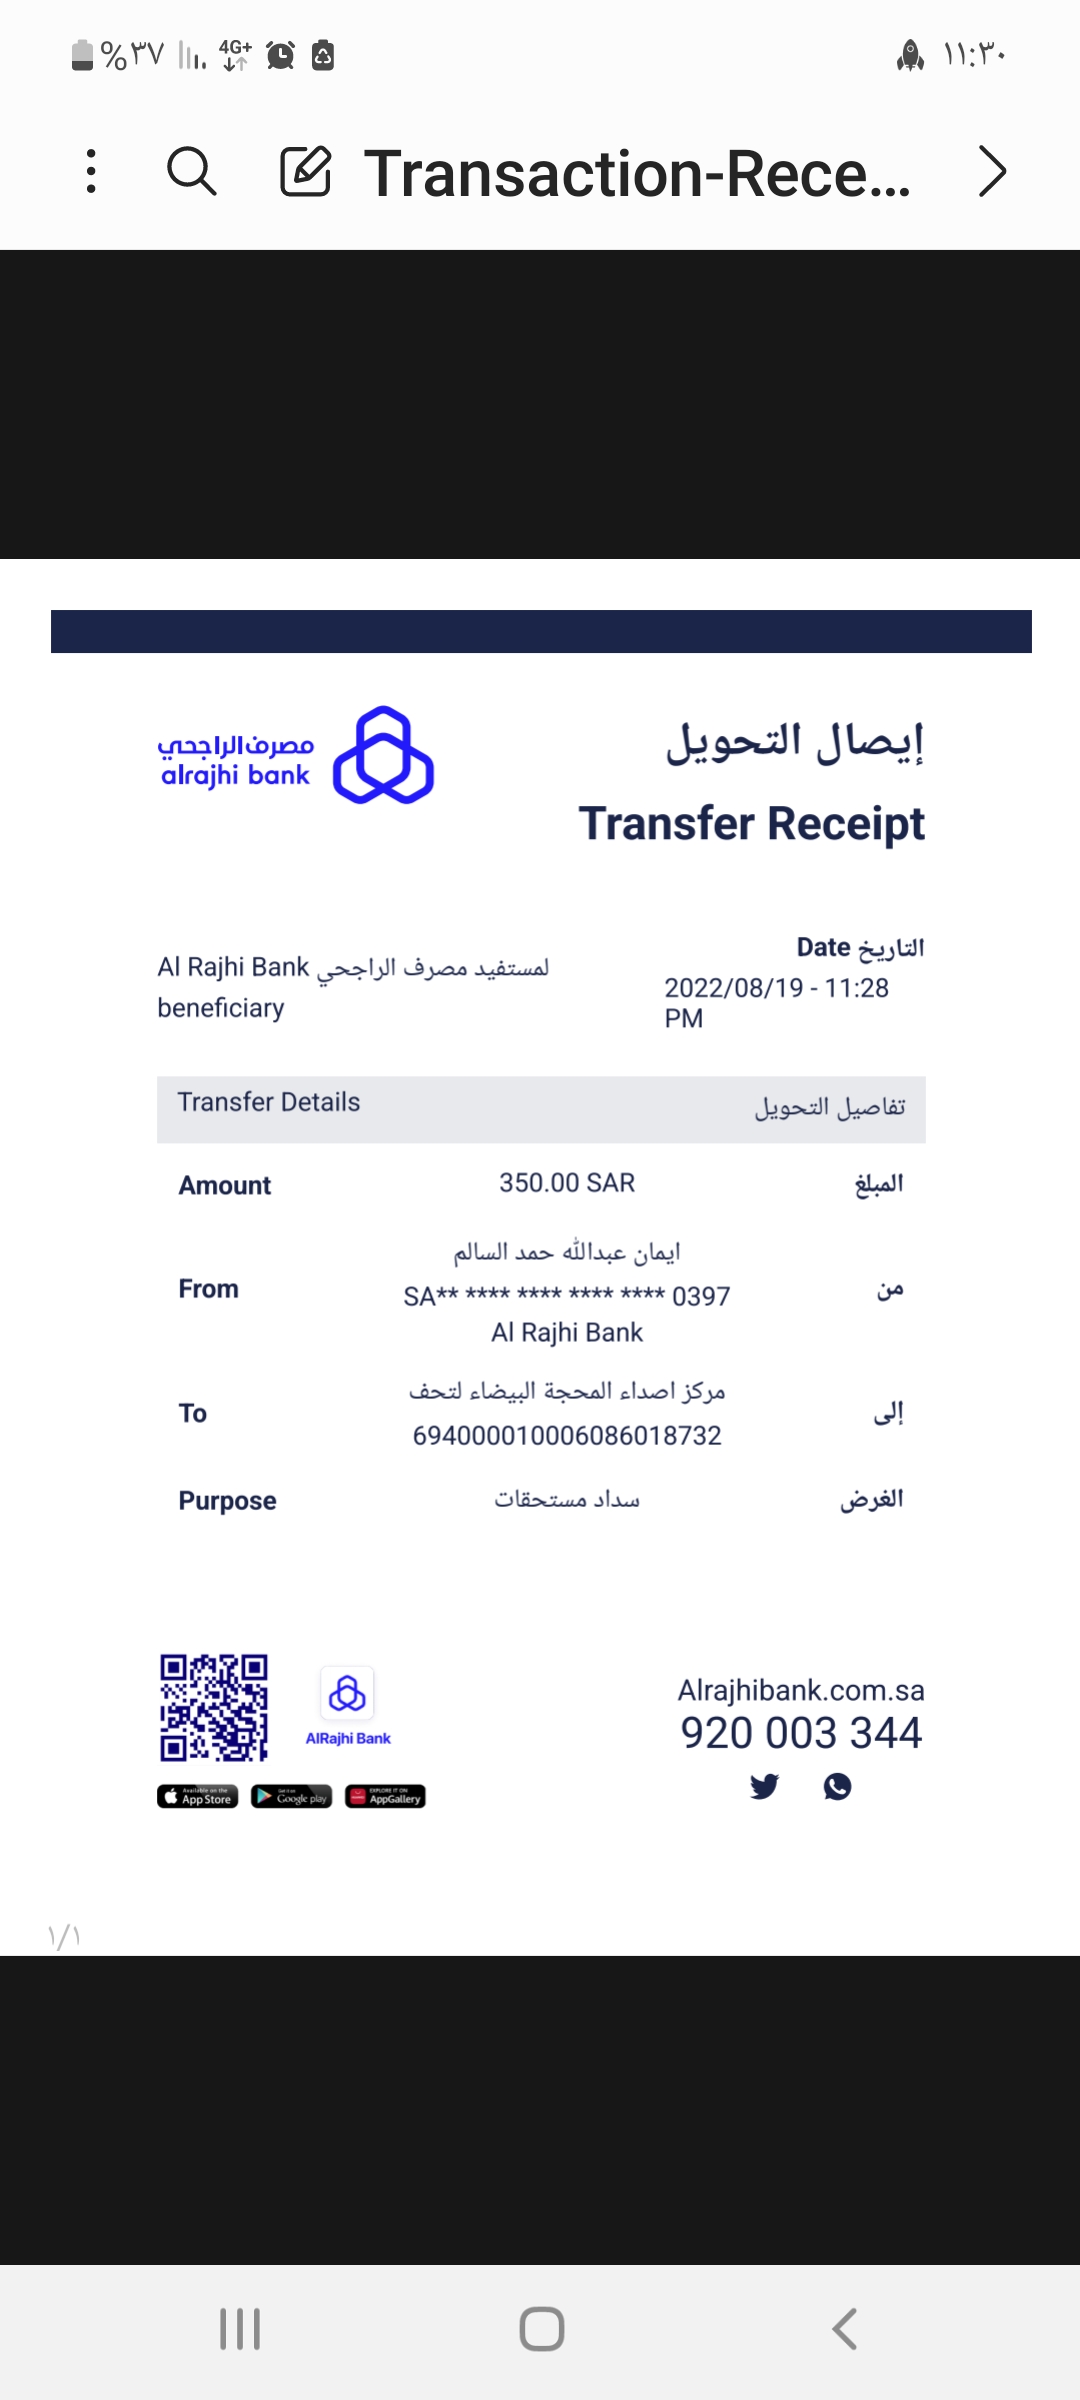 %٣٧ 4G+ ١١:٣٠
Transaction-Rece...
مصرف الراجحي
alrajhi bank
إيصال التحويل
Transfer Receipt
التاريخ Date
2022/08/19 - 11:28
PM
لمستفيد مصرف الراجحي Al Rajhi Bank
beneficiary
Transfer Details تفاصيل التحويل
Amount 350.00 SAR المبلغ
ايمان عبدالله حمد السالم
From SA** **** **** **** **** 0397 من
Al Rajhi Bank
مركز اصداء المحجة البيضاء لتحف
To إلى
694000010006086018732
Purpose سداد مستحقات الغرض
AlRajhi Bank
Available on the App Store
Get it on Google play
EXPLORE IT ON AppGallery
Alrajhibank.com.sa
920 003 344
١/١